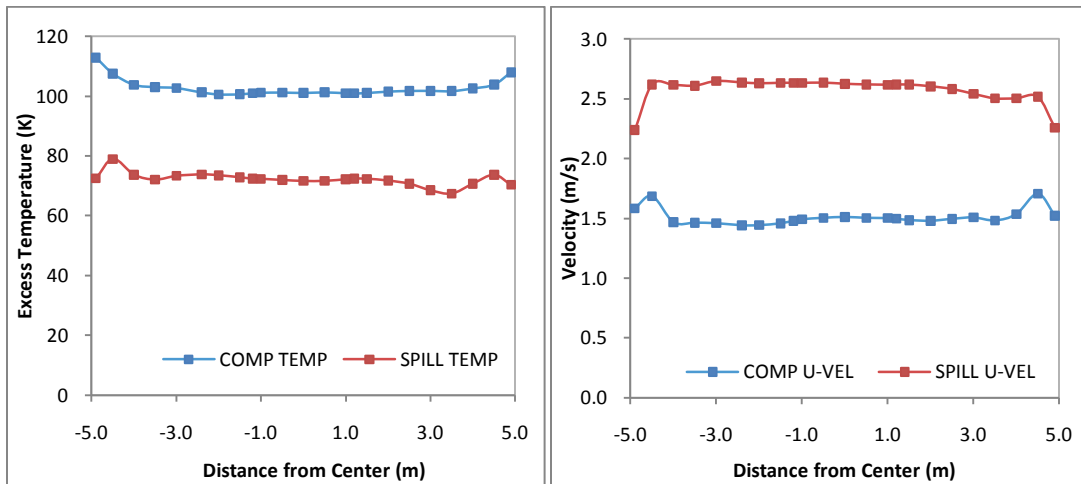 120
100
80
60
40
20
0
Excess Temperature (K)
COMP TEMP SPILL TEMP
-5.0 -3.0 -1.0 1.0 3.0 5.0
Distance from Center (m)
3.0
2.5
2.0
1.5
1.0
0.5
0.0
Velocity (m/s)
COMP U-VEL SPILL U-VEL
-5.0 -3.0 -1.0 1.0 3.0 5.0
Distance from Center (m)